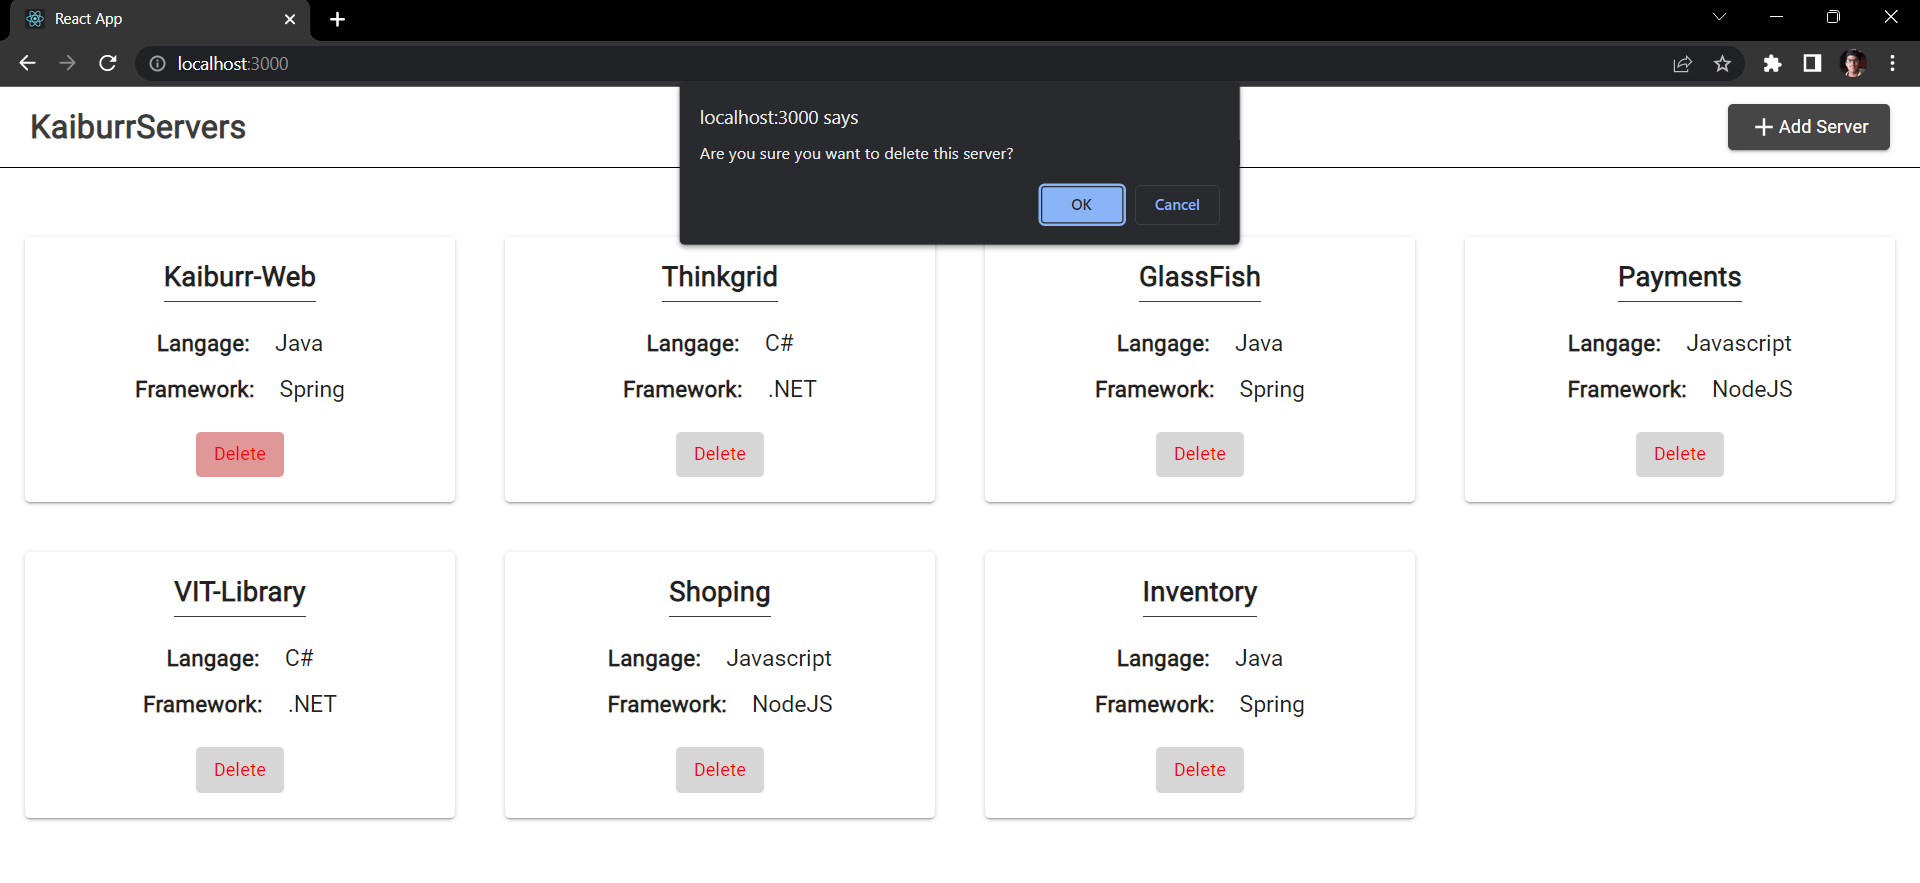 React App
localhost:3000
localhost:3000 says
Are you sure you want to delete this server?
OK
Cancel
KaiburrServers
Add Server
Kaiburr-Web
Langage: Java
Framework: Spring
Delete
Thinkgrid
Langage: C#
Framework: .NET
Delete
GlassFish
Langage: Java
Framework: Spring
Delete
Payments
Langage: Javascript
Framework: NodeJS
Delete
VIT-Library
Langage: C#
Framework: .NET
Delete
Shoping
Langage: Javascript
Framework: NodeJS
Delete
Inventory
Langage: Java
Framework: Spring
Delete